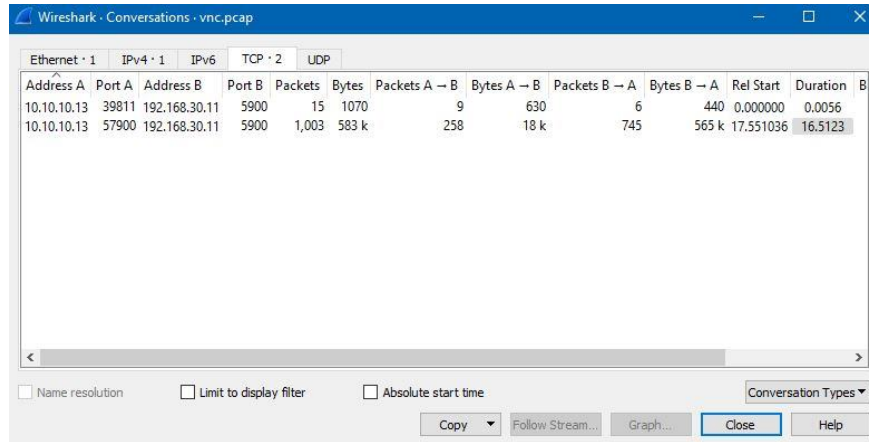 Wireshark · Conversations · vnc.pcap
Ethernet · 1 IPv4 · 1 IPv6 TCP · 2 UDP
Address A Port A Address B Port B Packets Bytes Packets A → B Bytes A → B Packets B → A Bytes B → A Rel Start Duration B
10.10.10.13 39811 192.168.30.11 5900 15 1070 9 630 6 440 0.000000 0.0056
10.10.10.13 57900 192.168.30.11 5900 1,003 583 k 258 18 k 745 565 k 17.551036 16.5123
Name resolution Limit to display filter Absolute start time Conversation Types
Copy Follow Stream... Graph... Close Help